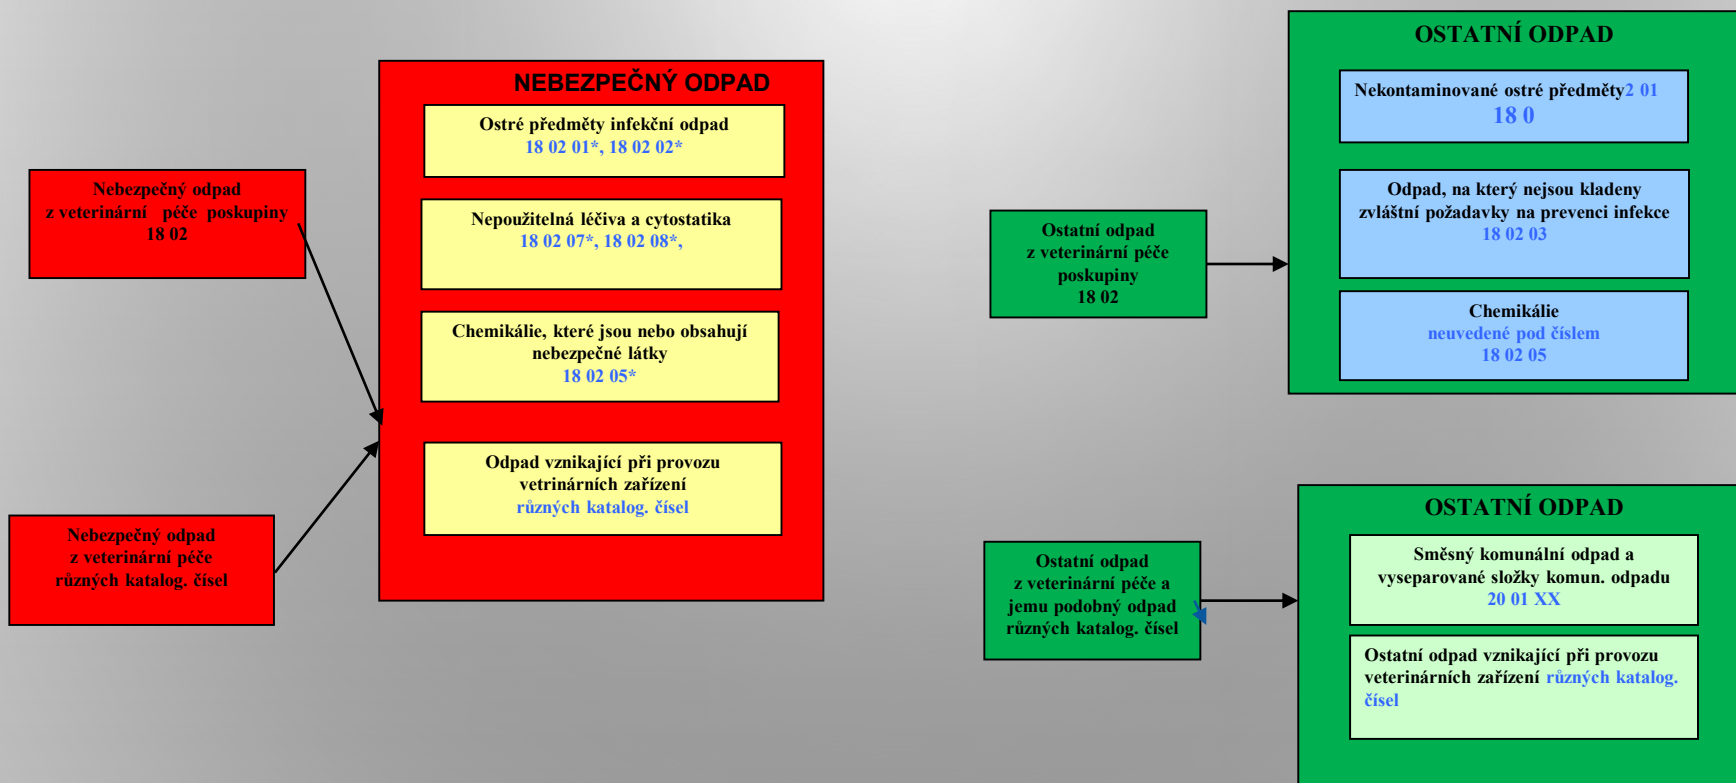 Nebezpečný odpad
z veterinární péče poskupiny
18 02
Nebezpečný odpad
z veterinární péče
různých katalog. čísel
NEBEZPEČNÝ ODPAD
Ostré předměty infekční odpad
18 02 01*, 18 02 02*
Nepoužitelná léčiva a cytostatika
18 02 07*, 18 02 08*,
Chemikálie, které jsou nebo obsahují
nebezpečné látky
18 02 05*
Odpad vznikající při provozu
vetrinárních zařízení
různých katalog. čísel
Ostatní odpad
z veterinární péče
poskupiny
18 02
OSTATNÍ ODPAD
Nekontaminované ostré předměty2 01
18 0
Odpad, na který nejsou kladeny
zvláštní požadavky na prevenci infekce
18 02 03
Chemikálie
neuvedené pod číslem
18 02 05
Ostatní odpad
z veterinární péče a
jemu podobný odpad
různých katalog. čísel
OSTATNÍ ODPAD
Směsný komunální odpad a
vyseparované složky komun. odpadu
20 01 XX
Ostatní odpad vznikající při provozu
veterinárních zařízení různých katalog.
čísel